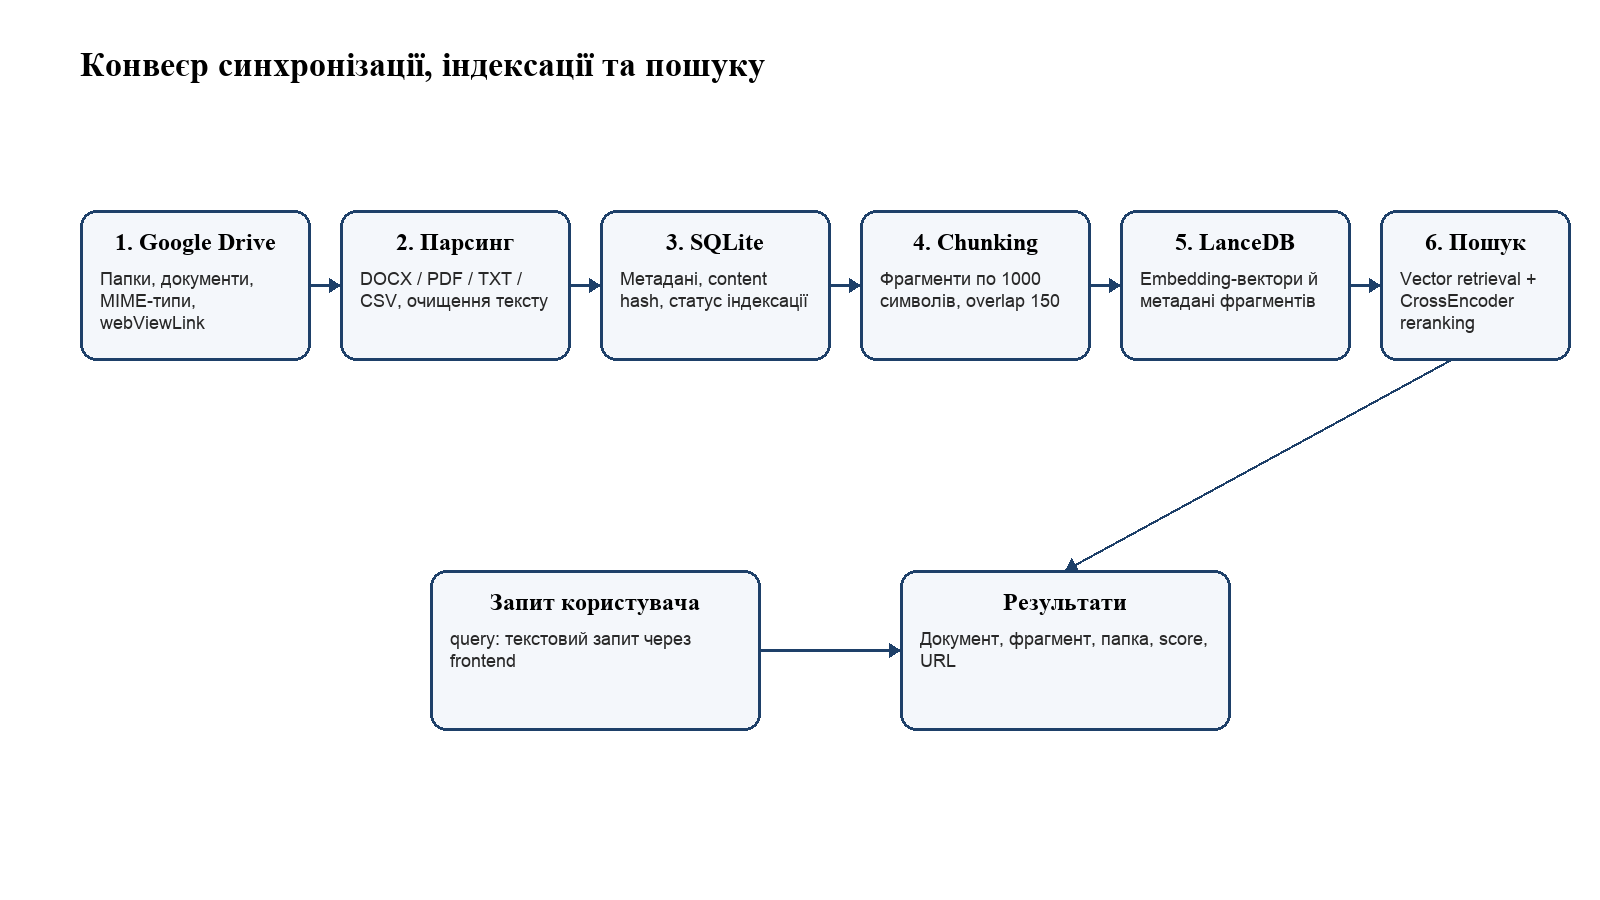 Конвеєр синхронізації, індексації та пошуку
1. Google Drive
Папки, документи,
MIME-типи,
webViewLink
2. Парсинг
DOCX / PDF / TXT /
CSV, очищення тексту
3. SQLite
Метадані, content
hash, статус індексації
4. Chunking
Фрагменти по 1000
символів, overlap 150
5. LanceDB
Embedding-вектори й
метадані фрагментів
6. Пошук
Vector retrieval +
CrossEncoder
reranking
Запит користувача
query: текстовий запит через
frontend
Результати
Документ, фрагмент, папка, score,
URL